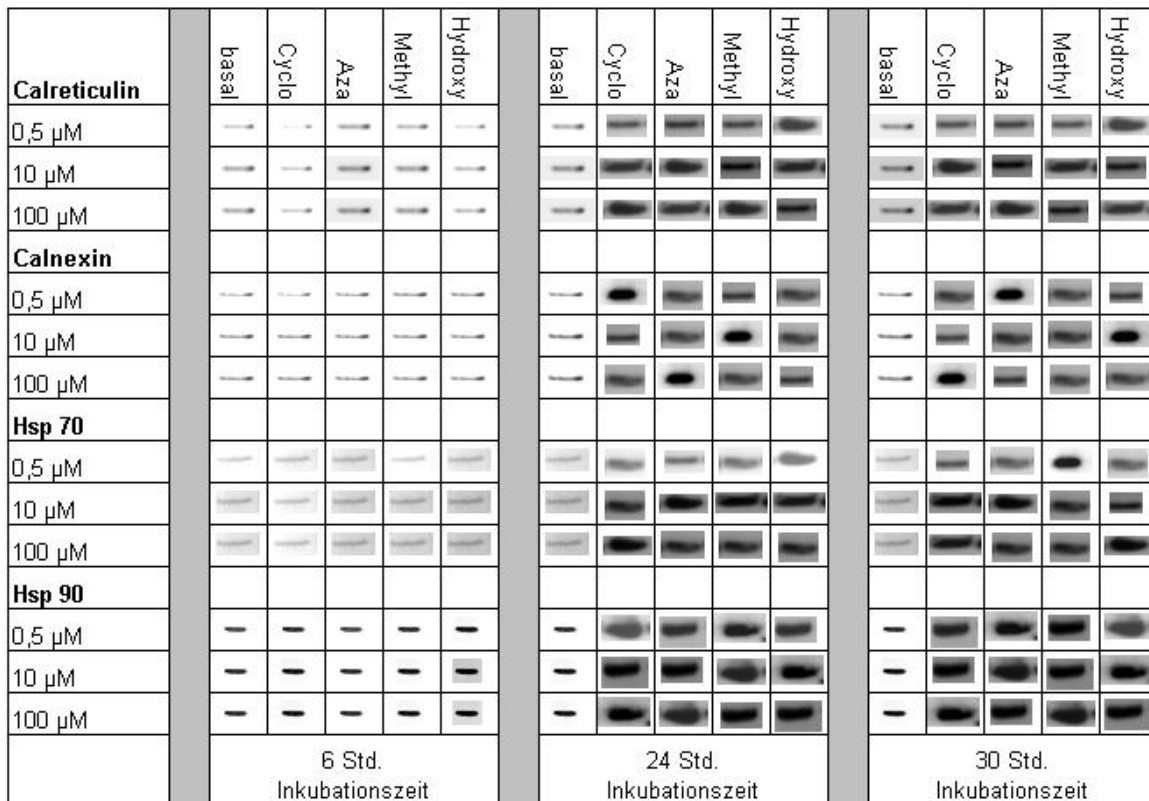 basal Cyclo Aza Methyl Hydroxy basal Cyclo Aza Methyl Hydroxy basal Cyclo Aza Methyl Hydroxy
Calreticulin
0,5 µM
10 µM
100 µM
Calnexin
0,5 µM
10 µM
100 µM
Hsp 70
0,5 µM
10 µM
100 µM
Hsp 90
0,5 µM
10 µM
100 µM
6 Std. 24 Std. 30 Std.
Inkubationszeit Inkubationszeit Inkubationszeit